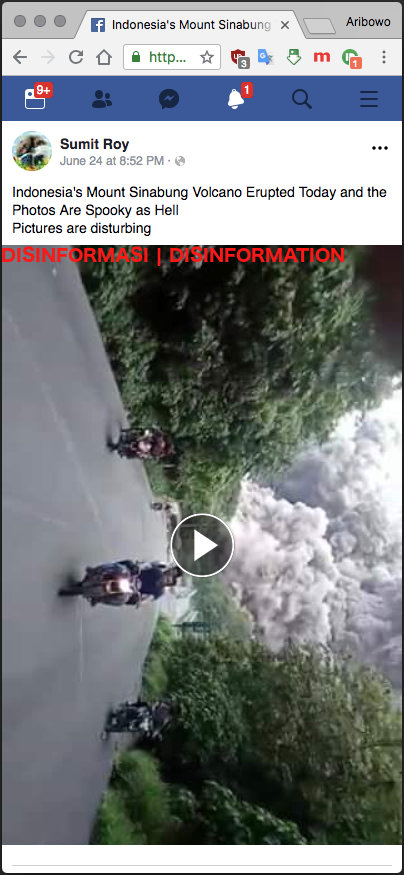 Indonesia's Mount Sinabung
Aribowo
http...
3
1
9+
1
Sumit Roy
June 24 at 8:52 PM ·
Indonesia's Mount Sinabung Volcano Erupted Today and the
Photos Are Spooky as Hell
Pictures are disturbing
DISINFORMASI | DISINFORMATION